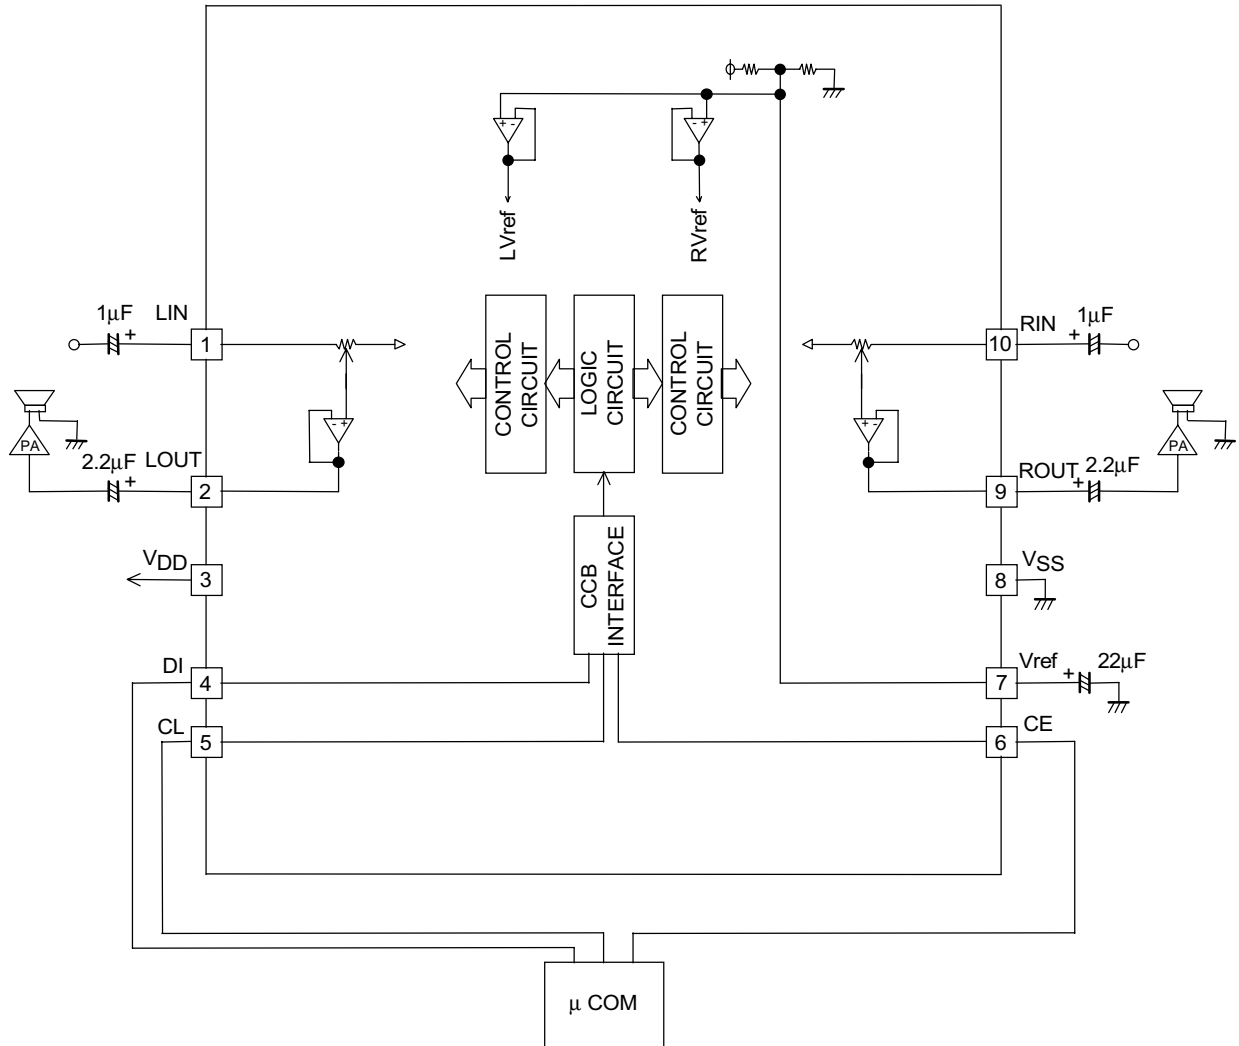 + -
- +
LVref
RVref
1μF
+
LIN
1
CONTROL
CIRCUIT
LOGIC
CIRCUIT
CONTROL
CIRCUIT
10
RIN
+
1μF
PA
- +
+ -
PA
2.2μF
+
LOUT
2
9
ROUT
+
2.2μF
VDD
3
CCB
INTERFACE
8
VSS
DI
4
7
Vref
+
22μF
CL
5
6
CE
μ COM